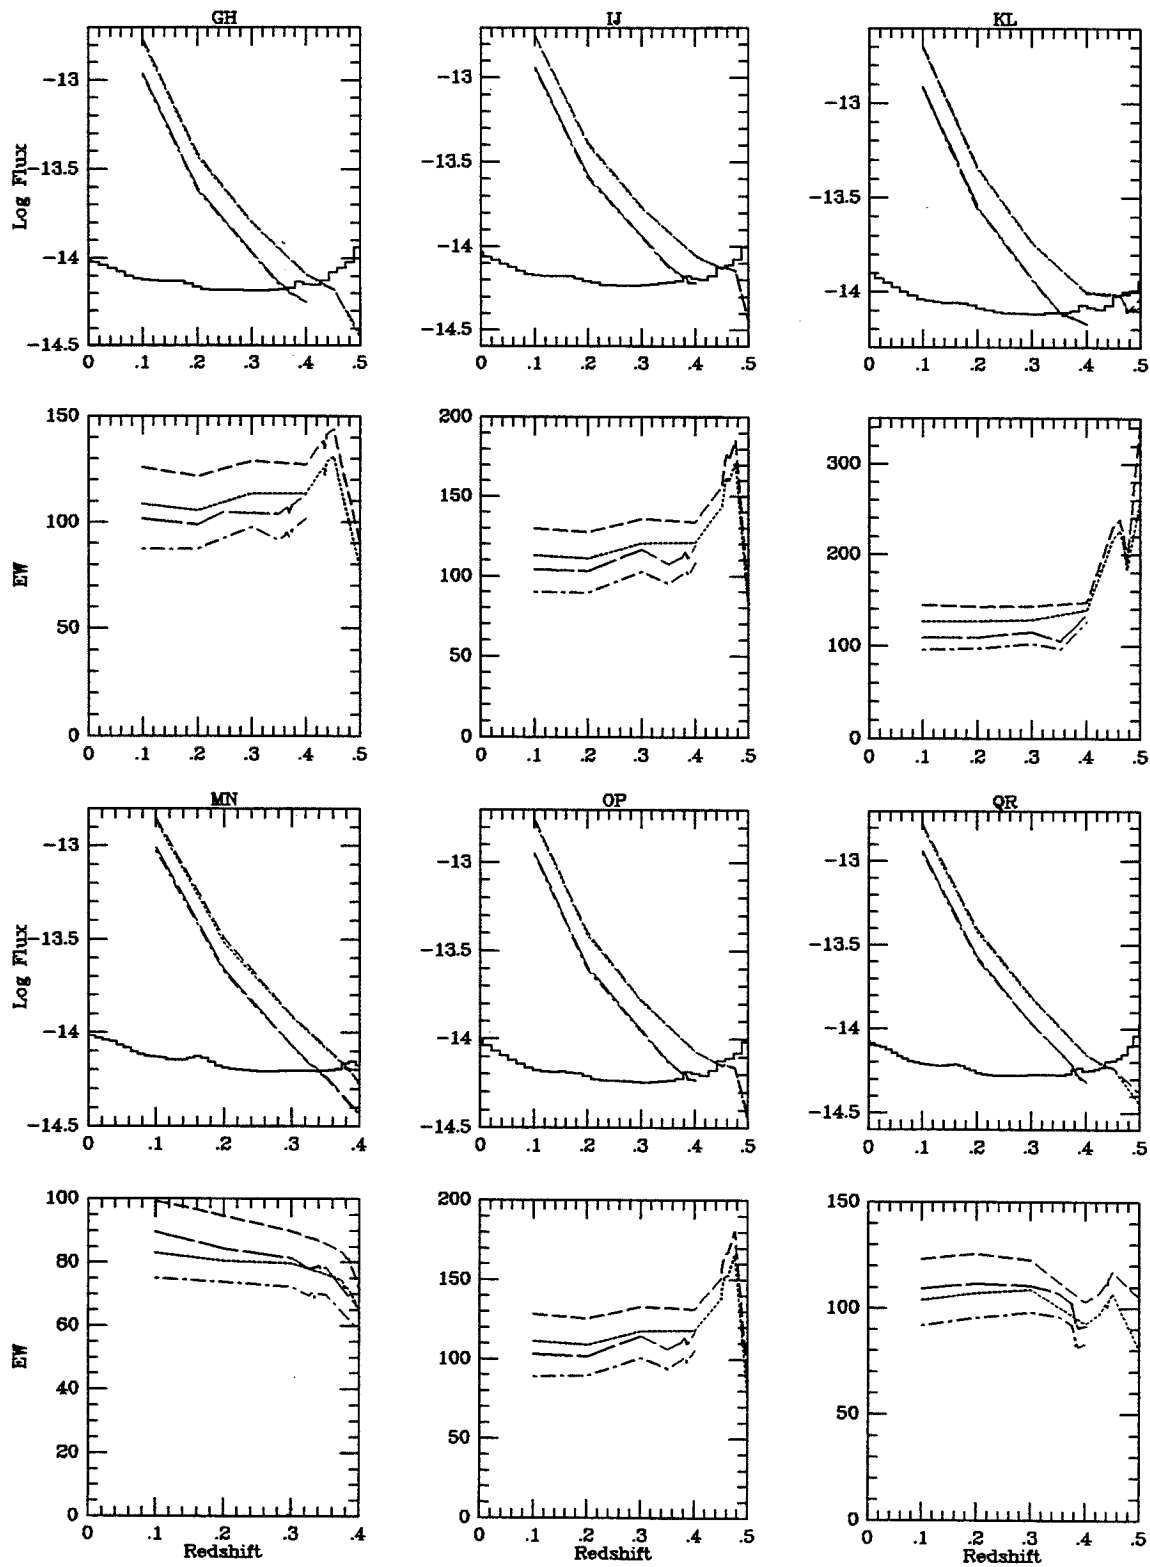 GH IJ KL
Log Flux
-13 -13.5 -14 -14.5
0 .1 .2 .3 .4 .5
-13 -13.5 -14 -14.5
0 .1 .2 .3 .4 .5
-13 -13.5 -14
0 .1 .2 .3 .4 .5
EW
150 100 50 0
0 .1 .2 .3 .4 .5
200 150 100 50 0
0 .1 .2 .3 .4 .5
300 200 100 0
0 .1 .2 .3 .4 .5
MN OP QR
Log Flux
-13 -13.5 -14 -14.5
0 .1 .2 .3 .4
-13 -13.5 -14 -14.5
0 .1 .2 .3 .4 .5
-13 -13.5 -14 -14.5
0 .1 .2 .3 .4 .5
EW
100 80 60 40 20 0
0 .1 .2 .3 .4
Redshift
200 150 100 50 0
0 .1 .2 .3 .4 .5
Redshift
150 100 50 0
0 .1 .2 .3 .4 .5
Redshift